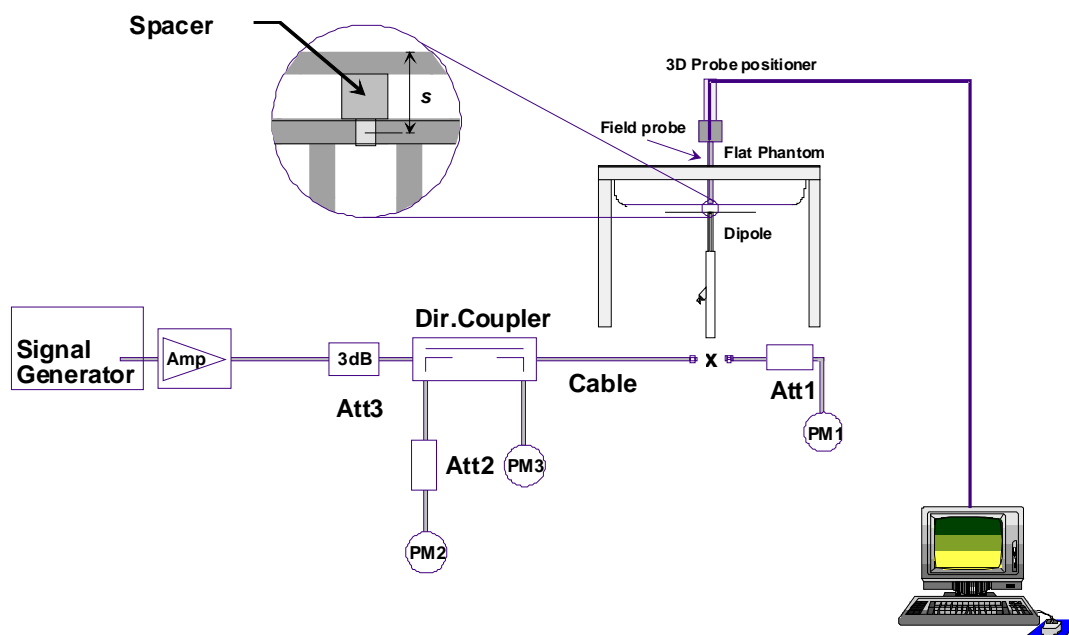 Spacer
s
3D Probe positioner
Field probe
Flat Phantom
Dipole
Dir.Coupler
Signal
Generator
Amp
3dB
Att3
Cable
x
Att1
PM1
Att2
PM3
PM2